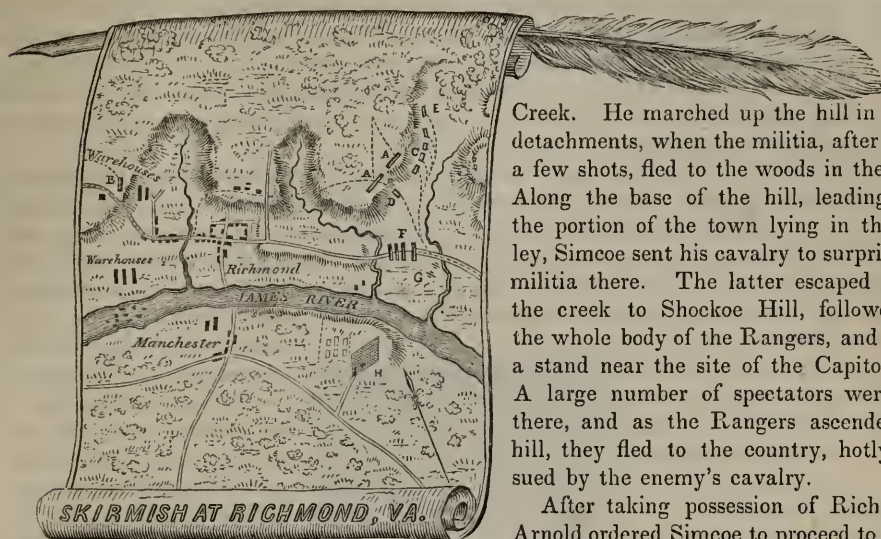 E
Warehouses
B
A
C
A
F
Warehouses
Richmond
G
JAMES RIVER
Manchester
H
SKIRMISH AT RICHMOND, VA.
Creek. He marched up the hill in
detachments, when the militia, after
a few shots, fled to the woods in the
Along the base of the hill, leading
the portion of the town lying in th
ley, Simcoe sent his cavalry to surpri
militia there. The latter escaped
the creek to Shockoe Hill, followe
the whole body of the Rangers, and
a stand near the site of the Capito
A large number of spectators wer
there, and as the Rangers ascende
hill, they fled to the country, hotly
sued by the enemy's cavalry.
After taking possession of Rich
Arnold ordered Simcoe to proceed to